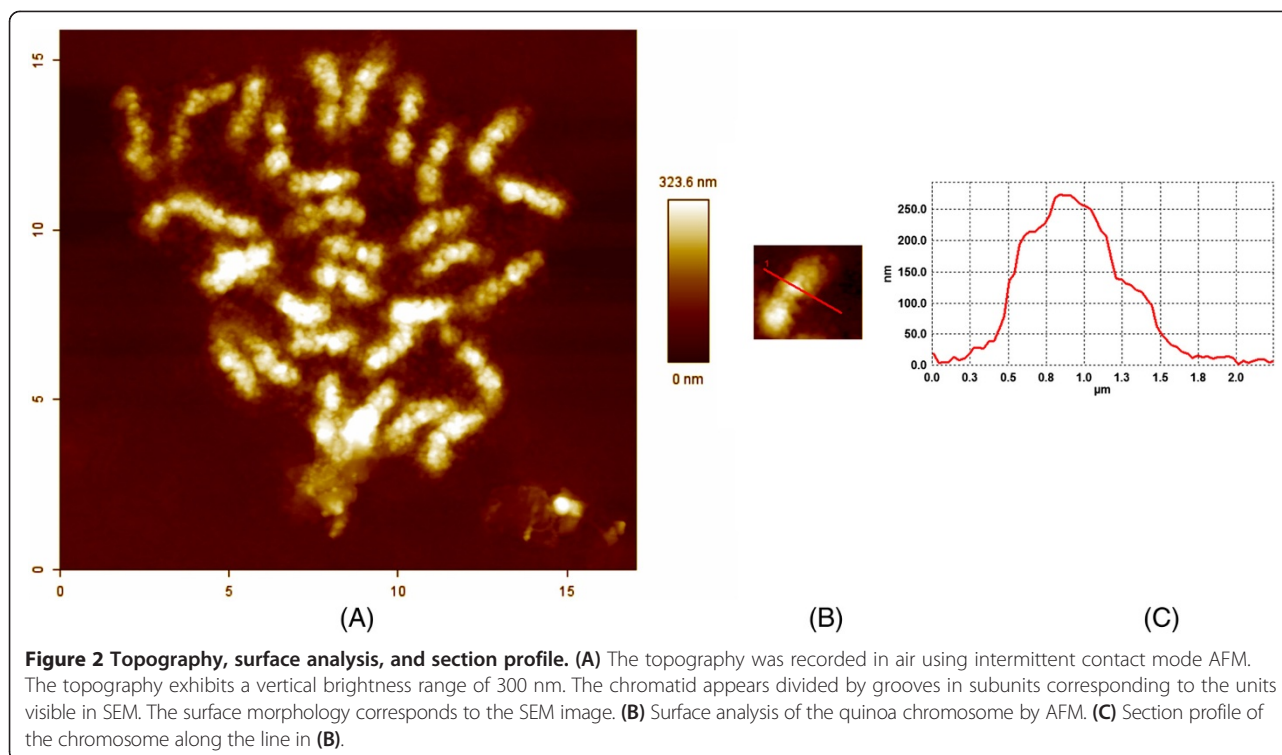 15
10
5
0
0
5
10
15
323.6 nm
0 nm
1
nm
250.0
200.0
150.0
100.0
50.0
0.0
0.0 0.3 0.5 0.8 1.0 1.3 1.5 1.8 2.0
µm
(A) (B) (C)
Figure 2 Topography, surface analysis, and section profile. (A) The topography was recorded in air using intermittent contact mode AFM.
The topography exhibits a vertical brightness range of 300 nm. The chromatid appears divided by grooves in subunits corresponding to the units
visible in SEM. The surface morphology corresponds to the SEM image. (B) Surface analysis of the quinoa chromosome by AFM. (C) Section profile of
the chromosome along the line in (B).